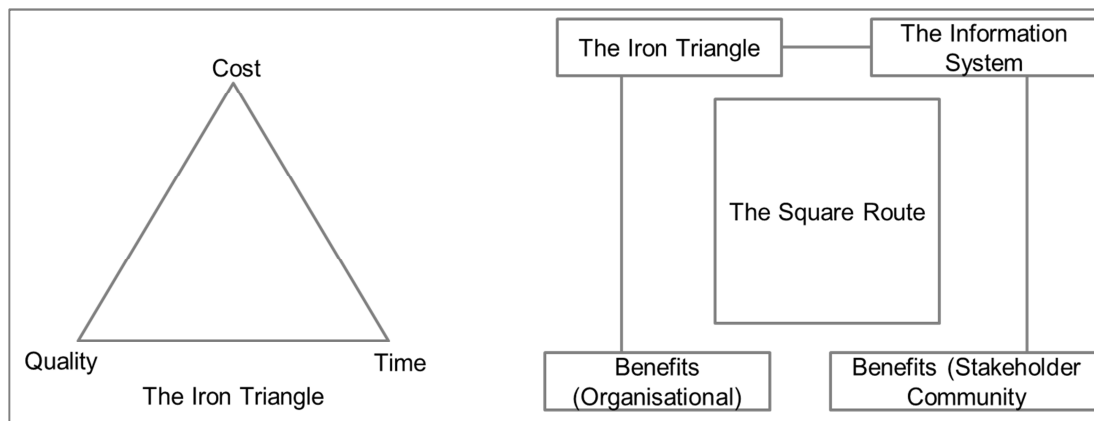 Cost
Quality
Time
The Iron Triangle
The Iron Triangle
The Information
System
The Square Route
Benefits
(Organisational)
Benefits (Stakeholder
Community